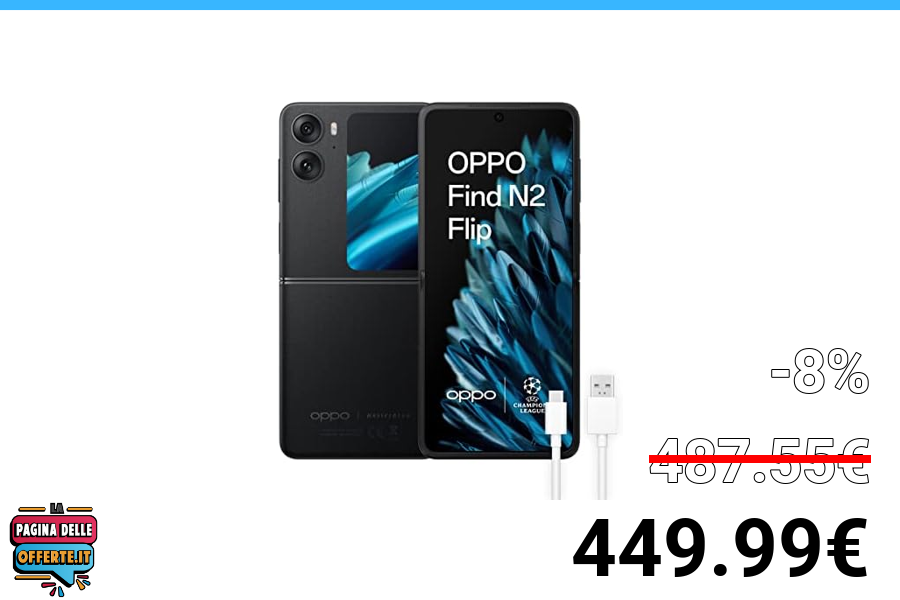 OPPO
Find N2
Flip
oppo
oppo
CHAMPIONS
LEAGUE
-8%
487.55€
449.99€
LA
PAGINA DELLE
OFFERTE.IT